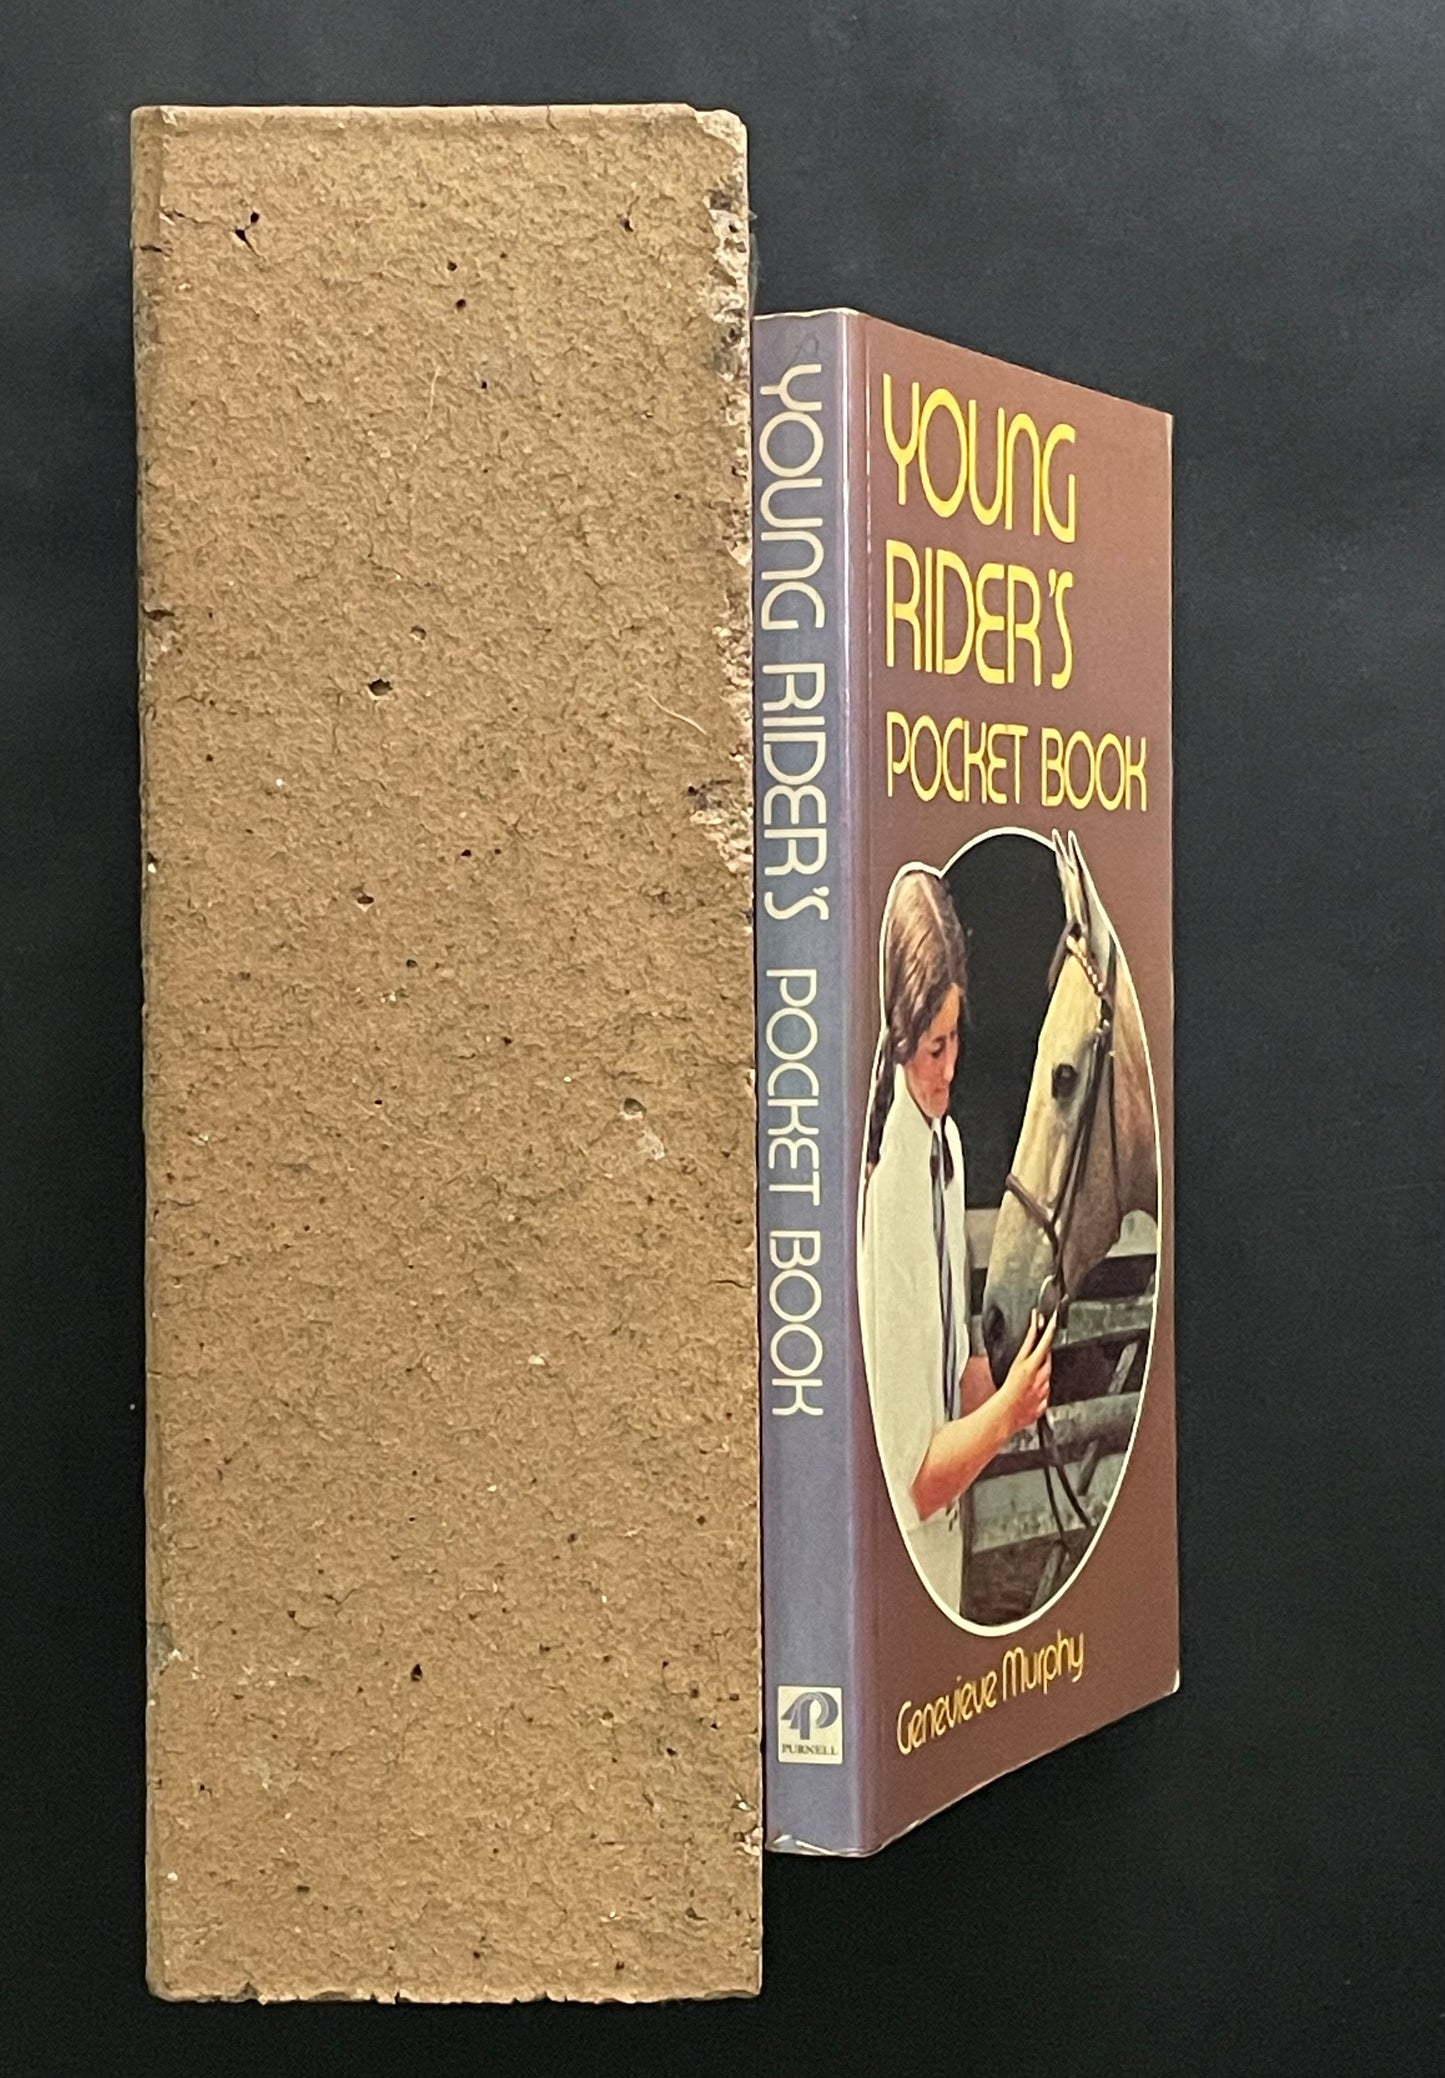 YOUNG RIDER'S POCKET BOOK
PURNELL
YOUNG
RIDER'S
POCKET BOOK
Genevieve Murphy